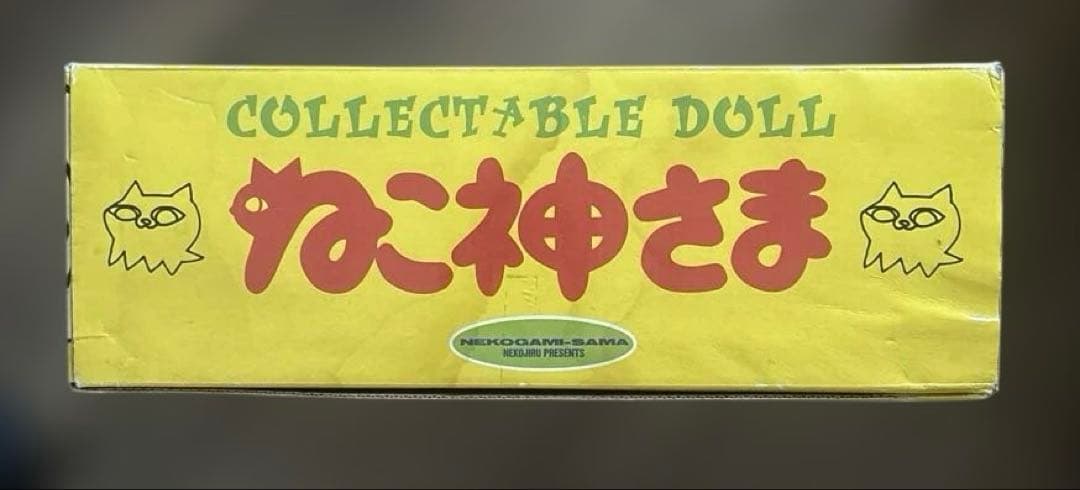 COLLECTABLE DOLL
ねこ神さま
NEKOGAMI-SAMA
NEKOJIRU PRESENTS